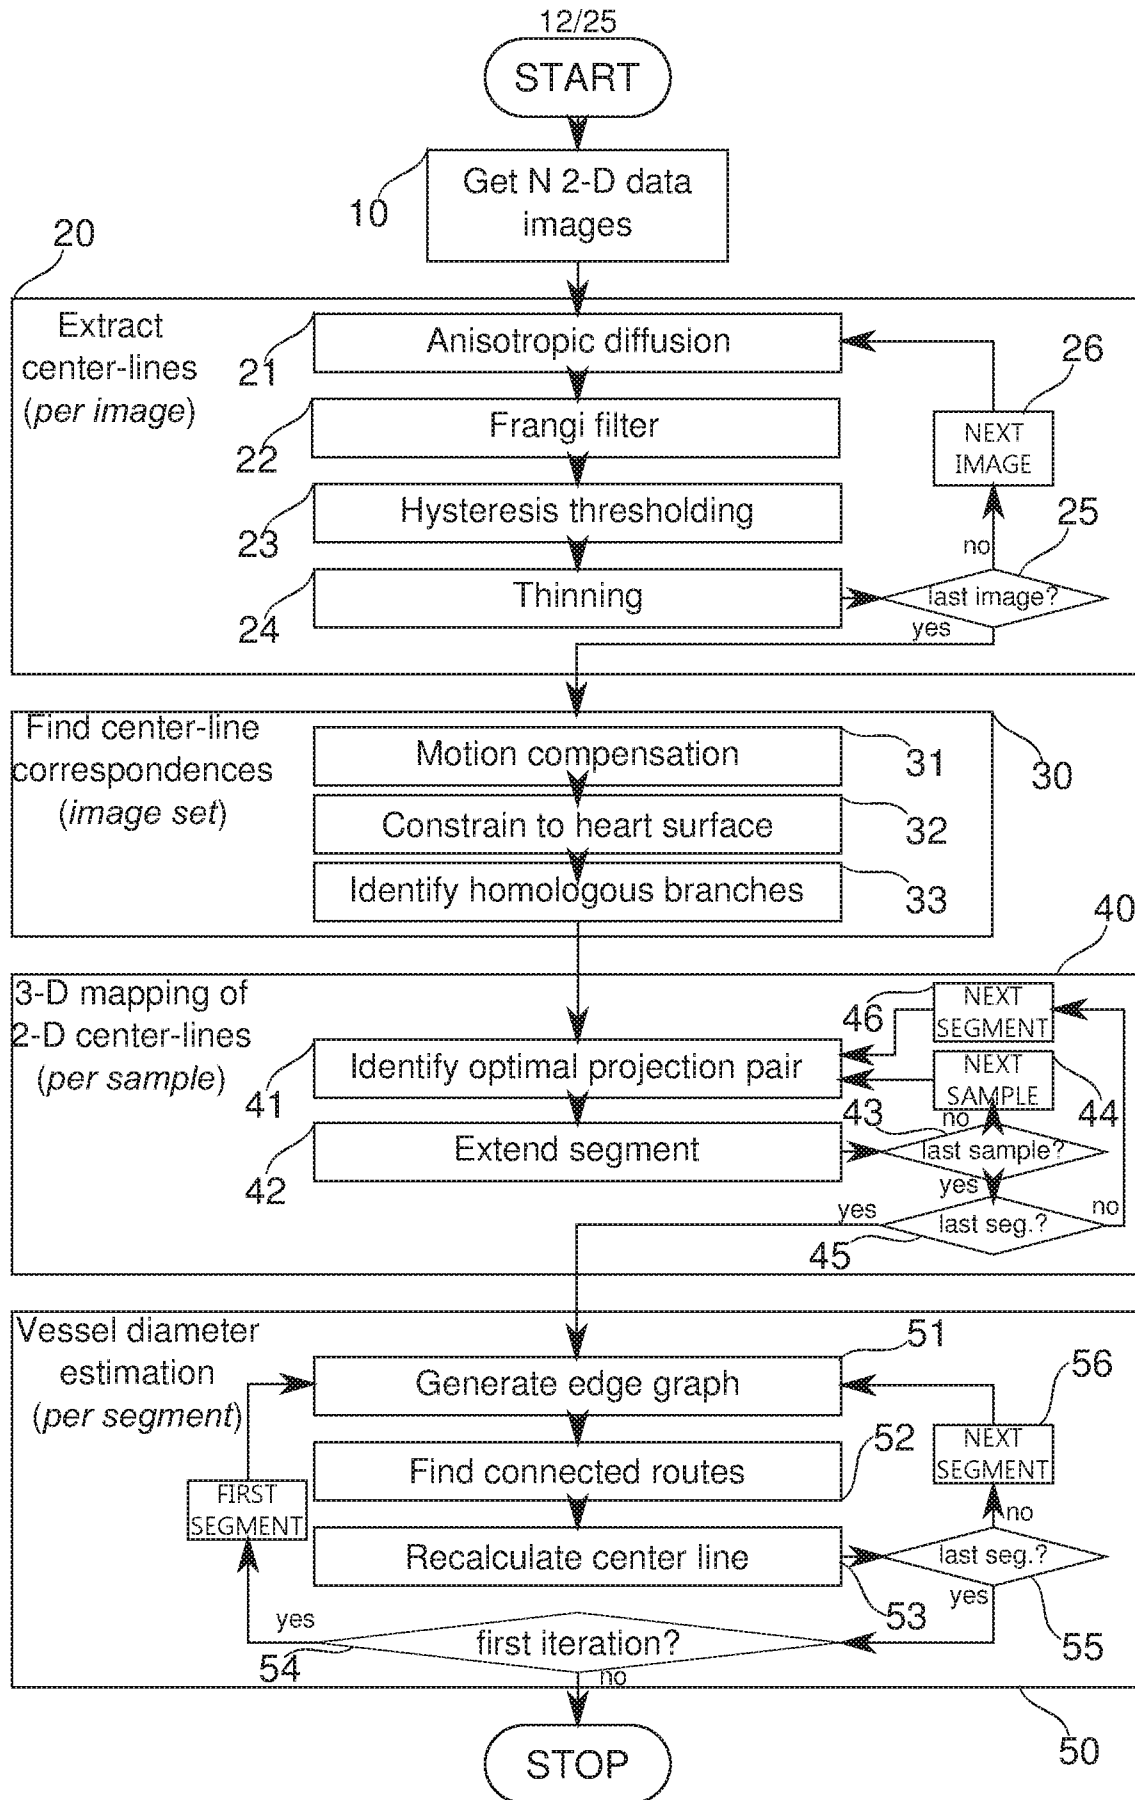 12/25
START
Get N 2-D data
images
10
20
Extract
center-lines
(per image)
Anisotropic diffusion
21
Frangi filter
22
Hysteresis thresholding
23
Thinning
24
26
NEXT
IMAGE
25
no
last image?
yes
Find center-line
correspondences
(image set)
Motion compensation
31
30
Constrain to heart surface
32
Identify homologous branches
33
40
3-D mapping of
2-D center-lines
(per sample)
46
NEXT
SEGMENT
Identify optimal projection pair
41
NEXT
SAMPLE
44
43
no
Extend segment
42
last sample?
yes
yes
last seg.?
no
45
Vessel diameter
estimation
(per segment)
51
Generate edge graph
56
Find connected routes
52
NEXT
SEGMENT
FIRST
SEGMENT
no
Recalculate center line
last seg.?
53
yes
yes
first iteration?
54
55
no
50
STOP